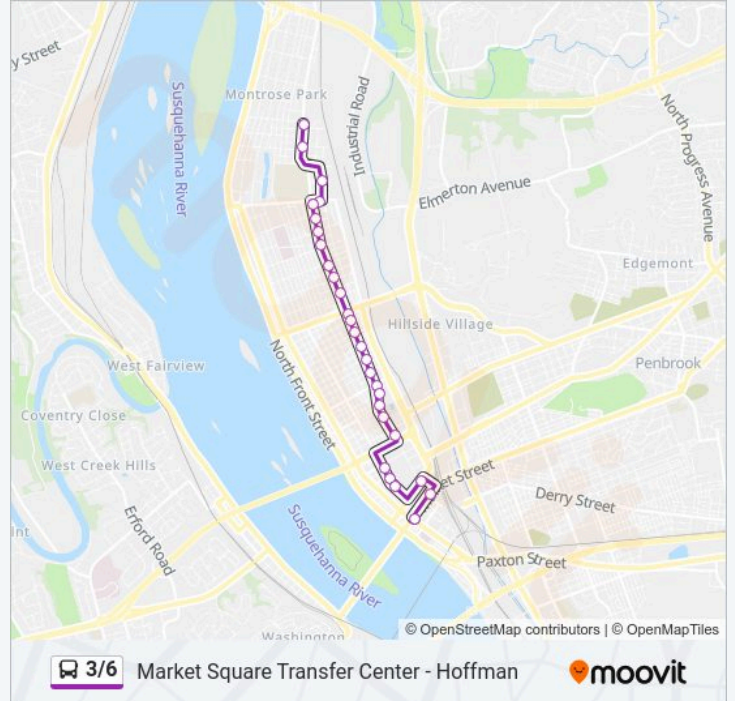 y Street
Susquehanna River
Montrose Park
Industrial Road
North Progress Avenue
Elmerton Avenue
Edgemont
Hillside Village
North Front Street
West Fairview
Penbrook
Coventry Close
West Creek Hills
et Street
Derry Street
Erford Road
int
Susquehanna River
Paxton Street
Washington
© OpenStreetMap contributors | © OpenMapTiles
3/6 Market Square Transfer Center - Hoffman
moovit